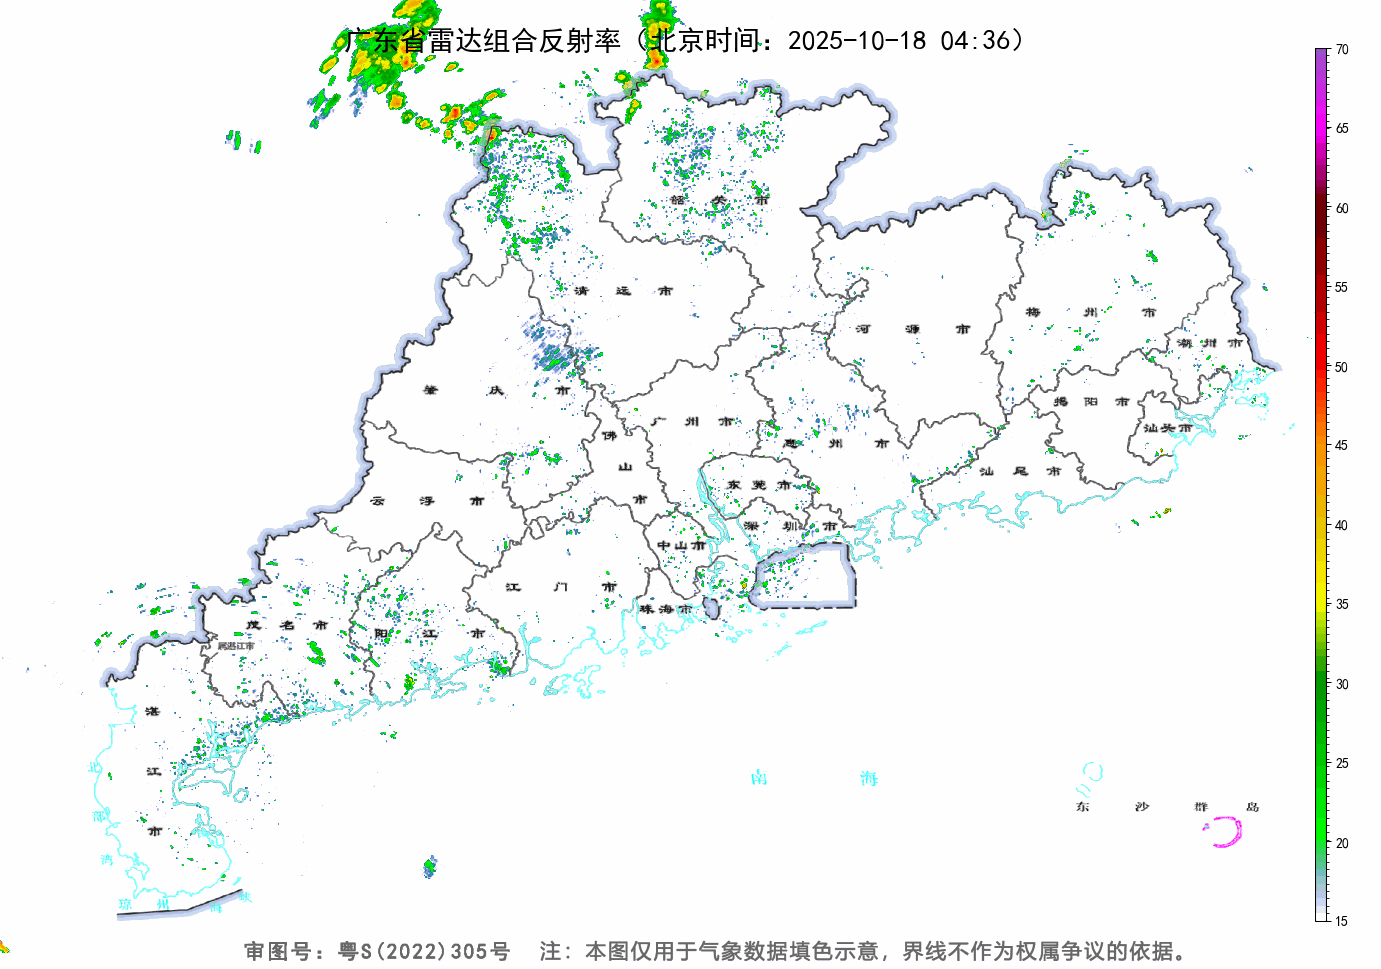 广东省雷达组合反射率（北京时间：2025-10-18 04:36）
70
65
60
55
50
45
40
35
30
25
20
15
韶关市
清远市
河源市
梅州市
潮州市
肇庆市
广州市
惠州市
揭阳市
汕头市
汕尾市
佛山市
东莞市
云浮市
深圳市
中山市
江门市
珠海市
茂名市
阳江市
属湛江市
湛江市
北部湾
南海
东沙群岛
琼州海峡
审图号：粤S(2022)305号 注：本图仅用于气象数据填色示意，界线不作为权属争议的依据。